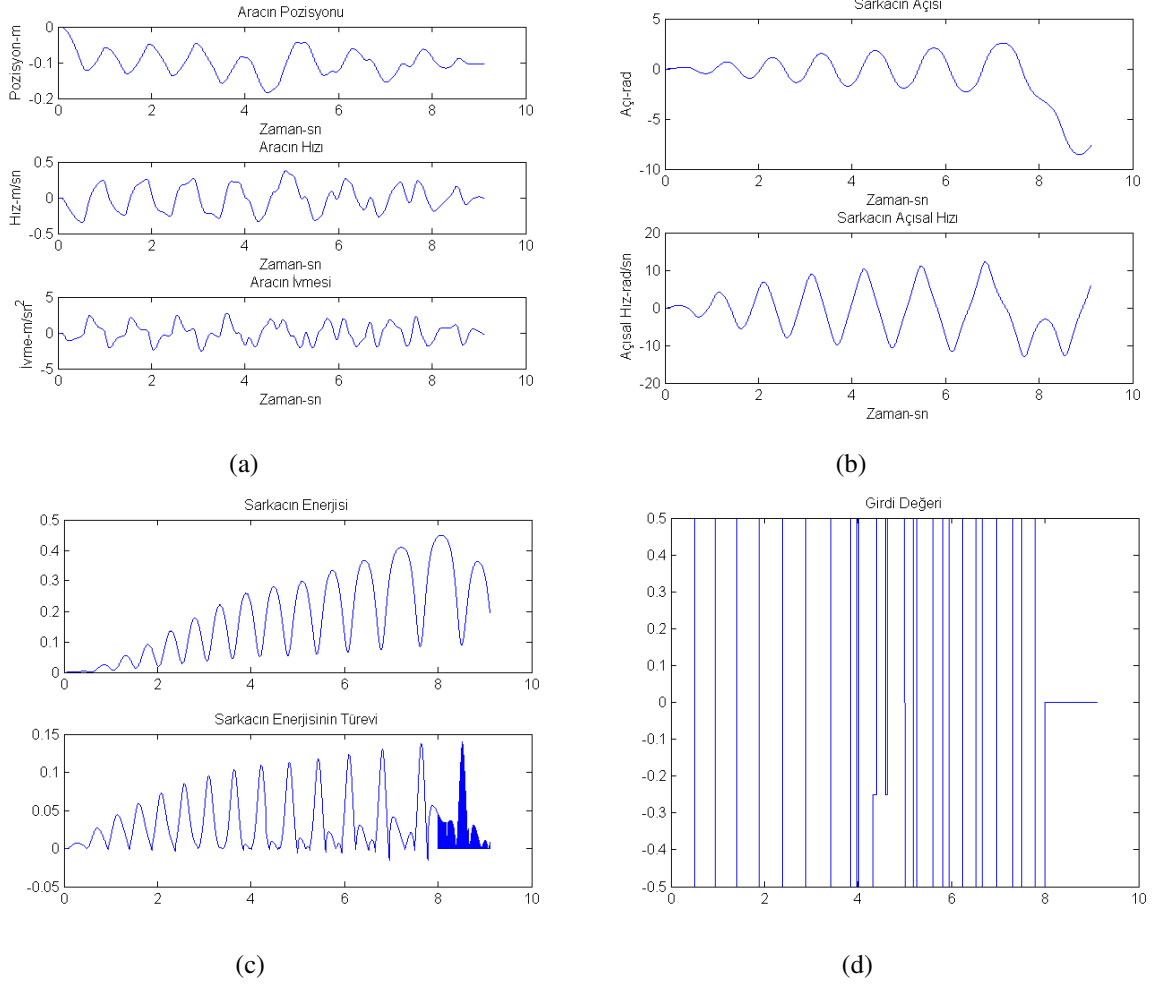 Aracın Pozisyonu
Pozisyon-m
0
-0.1
-0.2
0 2 4 6 8 10
Zaman-sn
Aracın Hızı
Hız-m/sn
0.5
0
-0.5
0 2 4 6 8 10
Zaman-sn
Aracın İvmesi
İvme-m/sn²
5
0
-5
0 2 4 6 8 10
Zaman-sn
(a)
Sarkacın Açısı
Açı-rad
5
0
-5
-10
0 2 4 6 8 10
Zaman-sn
Sarkacın Açısal Hızı
Açısal Hız-rad/sn
20
10
0
-10
-20
0 2 4 6 8 10
Zaman-sn
(b)
Sarkacın Enerjisi
0.5
0.4
0.3
0.2
0.1
0
0 2 4 6 8 10
Sarkacın Enerjisinin Türevi
0.15
0.1
0.05
0
-0.05
0 2 4 6 8 10
(c)
Girdi Değeri
0.5
0.4
0.3
0.2
0.1
0
-0.1
-0.2
-0.3
-0.4
-0.5
0 2 4 6 8 10
(d)